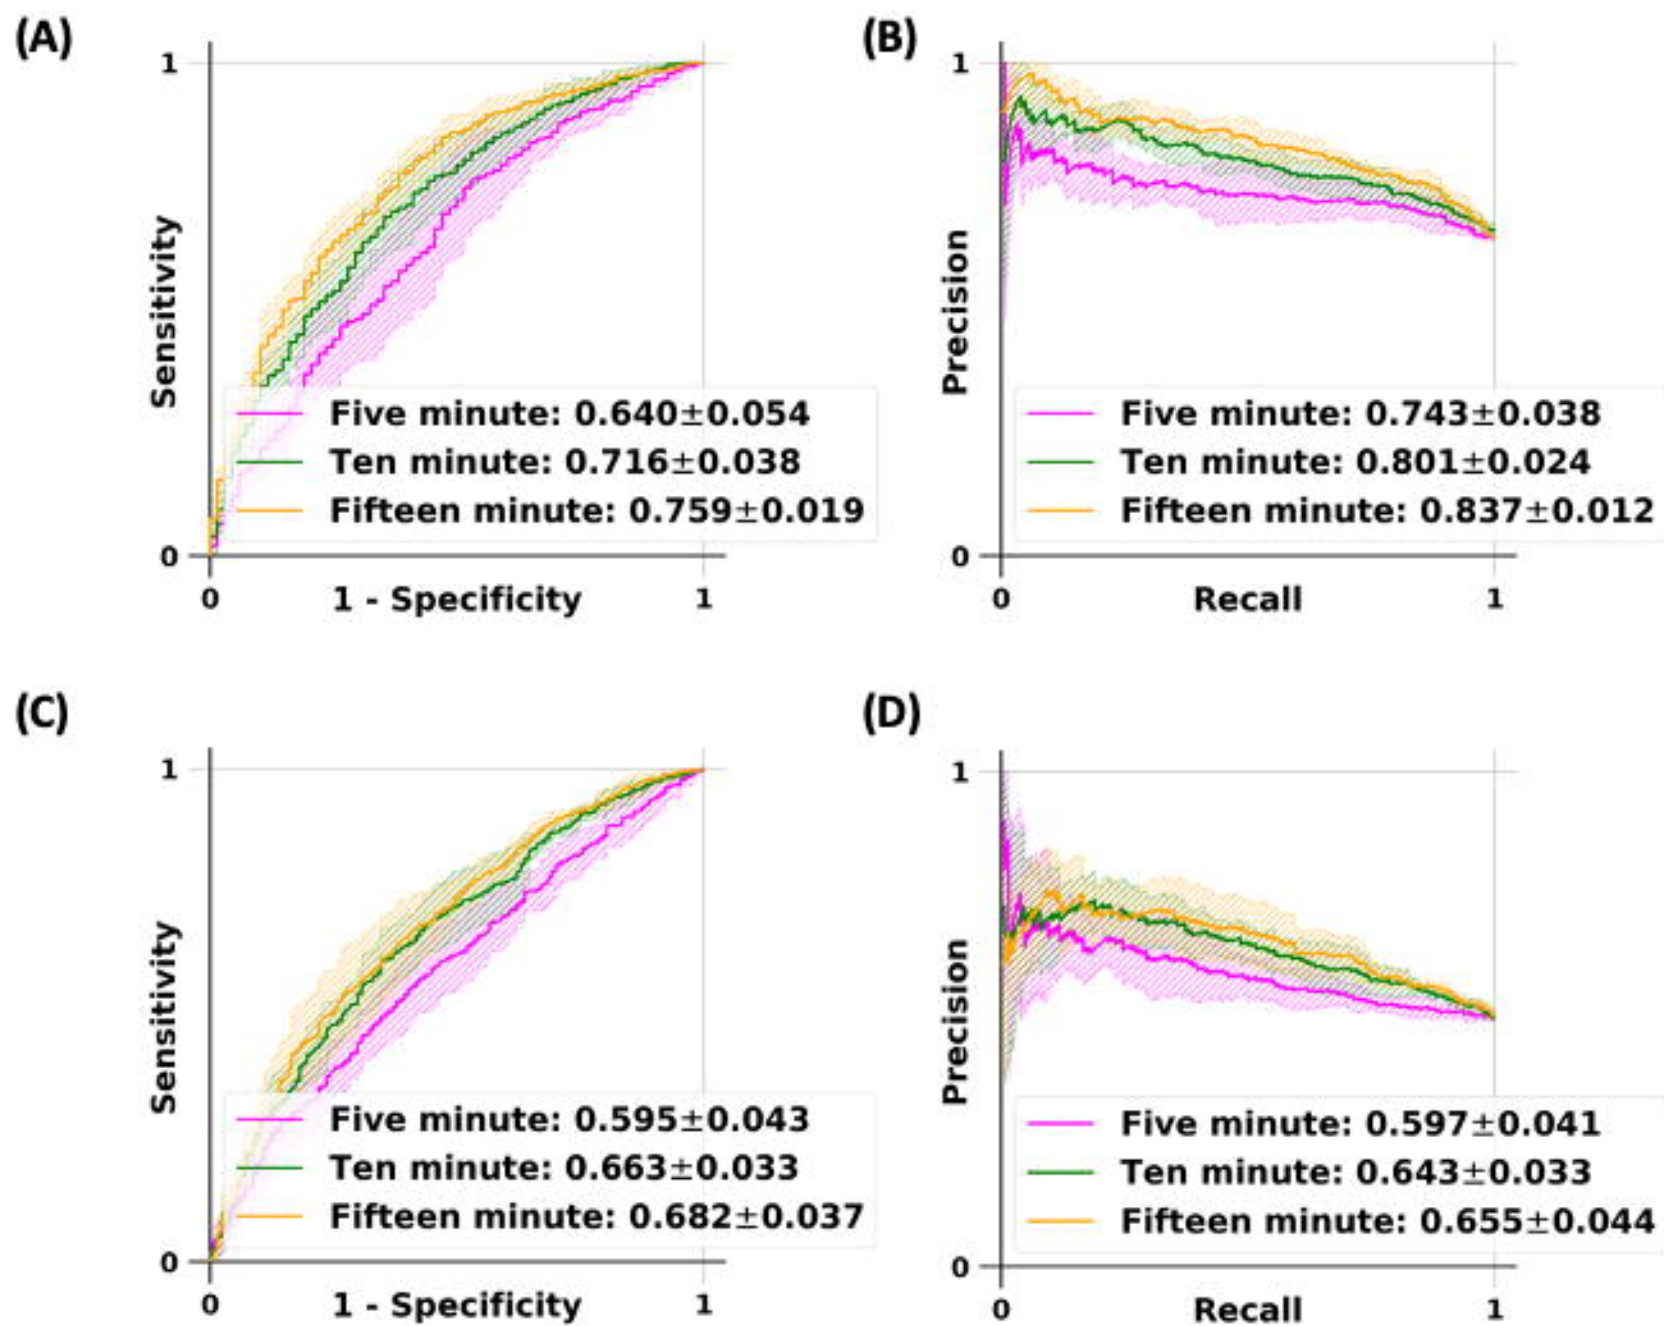 (A)
1
Sensitivity
Five minute: 0.640±0.054
Ten minute: 0.716±0.038
Fifteen minute: 0.759±0.019
0
0
1 - Specificity
1
(B)
1
Precision
Five minute: 0.743±0.038
Ten minute: 0.801±0.024
Fifteen minute: 0.837±0.012
0
0
Recall
1
(C)
1
Sensitivity
Five minute: 0.595±0.043
Ten minute: 0.663±0.033
Fifteen minute: 0.682±0.037
0
0
1 - Specificity
1
(D)
1
Precision
Five minute: 0.597±0.041
Ten minute: 0.643±0.033
Fifteen minute: 0.655±0.044
0
0
Recall
1